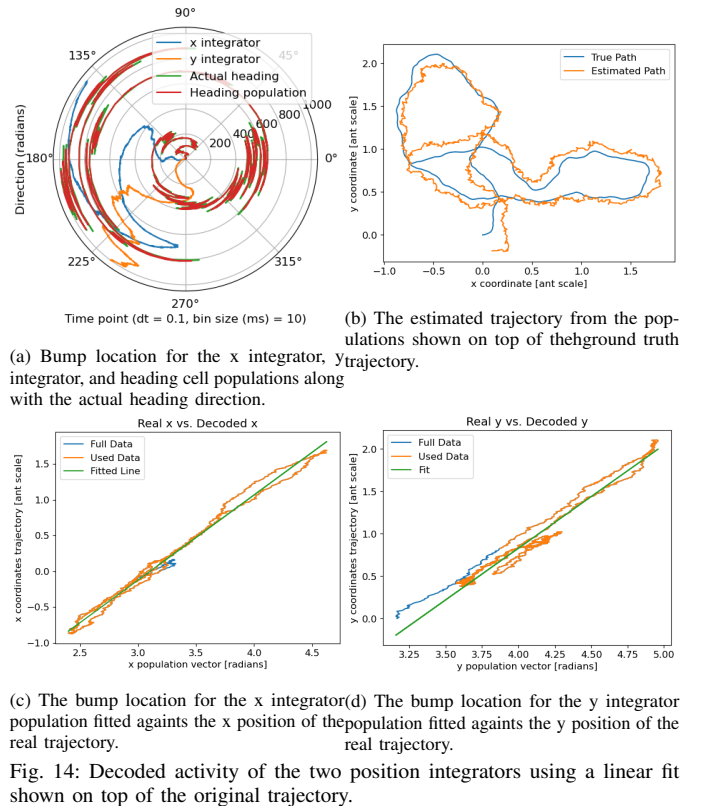 90°
135°
45°
x integrator
y integrator
Actual heading
Heading population
1000
800
600
400
200
180°
0°
Direction (radians)
225°
315°
270°
Time point (dt = 0.1, bin size (ms) = 10)
True Path
Estimated Path
2.0
1.5
1.0
0.5
0.0
y coordinate [ant scale]
−1.0 −0.5 0.0 0.5 1.0 1.5
x coordinate [ant scale]
(a) Bump location for the x integrator, y
integrator, and heading cell populations along
with the actual heading direction.
(b) The estimated trajectory from the pop-
ulations shown on top of thehground truth
trajectory.
Real x vs. Decoded x
Full Data
Used Data
Fitted Line
1.5
1.0
0.5
0.0
−0.5
−1.0
x coordinates trajectory [ant scale]
2.5 3.0 3.5 4.0 4.5
x population vector [radians]
Real y vs. Decoded y
Full Data
Used Data
Fit
2.0
1.5
1.0
0.5
0.0
y coordinates trajectory [ant scale]
3.25 3.50 3.75 4.00 4.25 4.50 4.75 5.00
y population vector [radians]
(c) The bump location for the x integrator
population fitted againts the x position of the
real trajectory.
(d) The bump location for the y integrator
population fitted againts the y position of the
real trajectory.
Fig. 14: Decoded activity of the two position integrators using a linear fit
shown on top of the original trajectory.